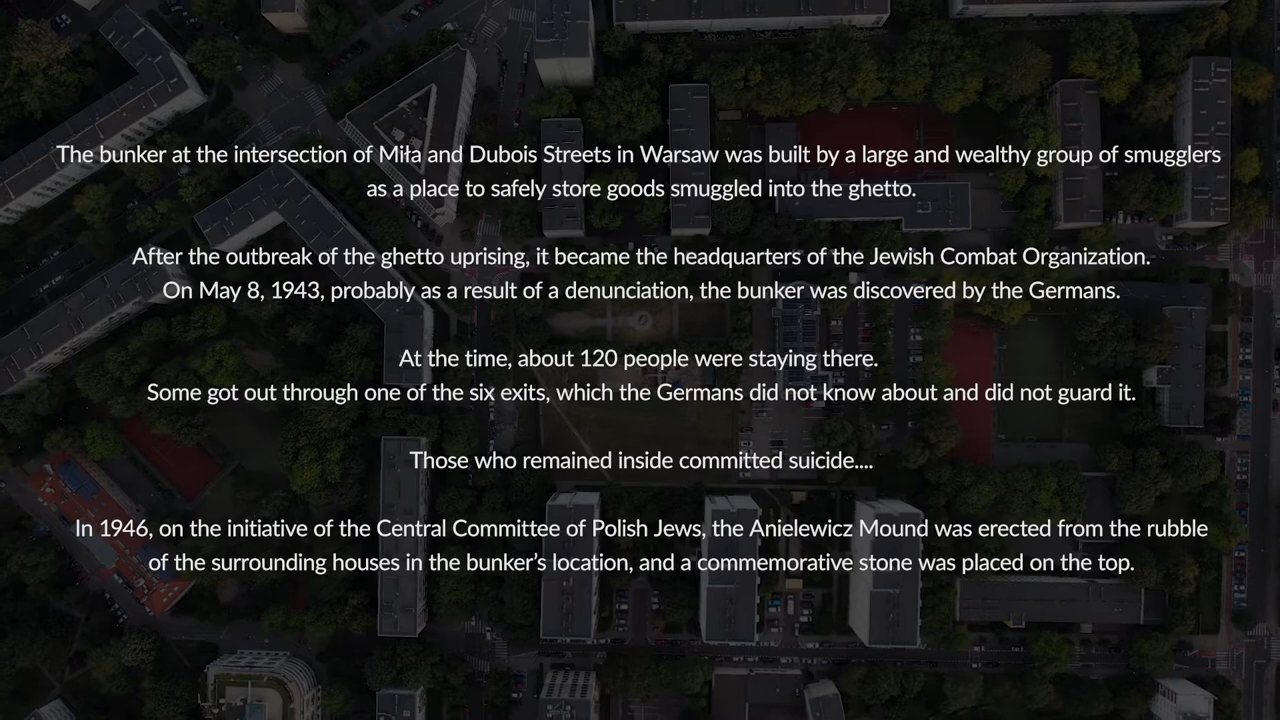 The bunker at the intersection of Miła and Dubois Streets in Warsaw was built by a large and wealthy group of smugglers
as a place to safely store goods smuggled into the ghetto.
After the outbreak of the ghetto uprising, it became the headquarters of the Jewish Combat Organization.
On May 8, 1943, probably as a result of a denunciation, the bunker was discovered by the Germans.
At the time, about 120 people were staying there.
Some got out through one of the six exits, which the Germans did not know about and did not guard it.
Those who remained inside committed suicide....
In 1946, on the initiative of the Central Committee of Polish Jews, the Anielewicz Mound was erected from the rubble
of the surrounding houses in the bunker's location, and a commemorative stone was placed on the top.